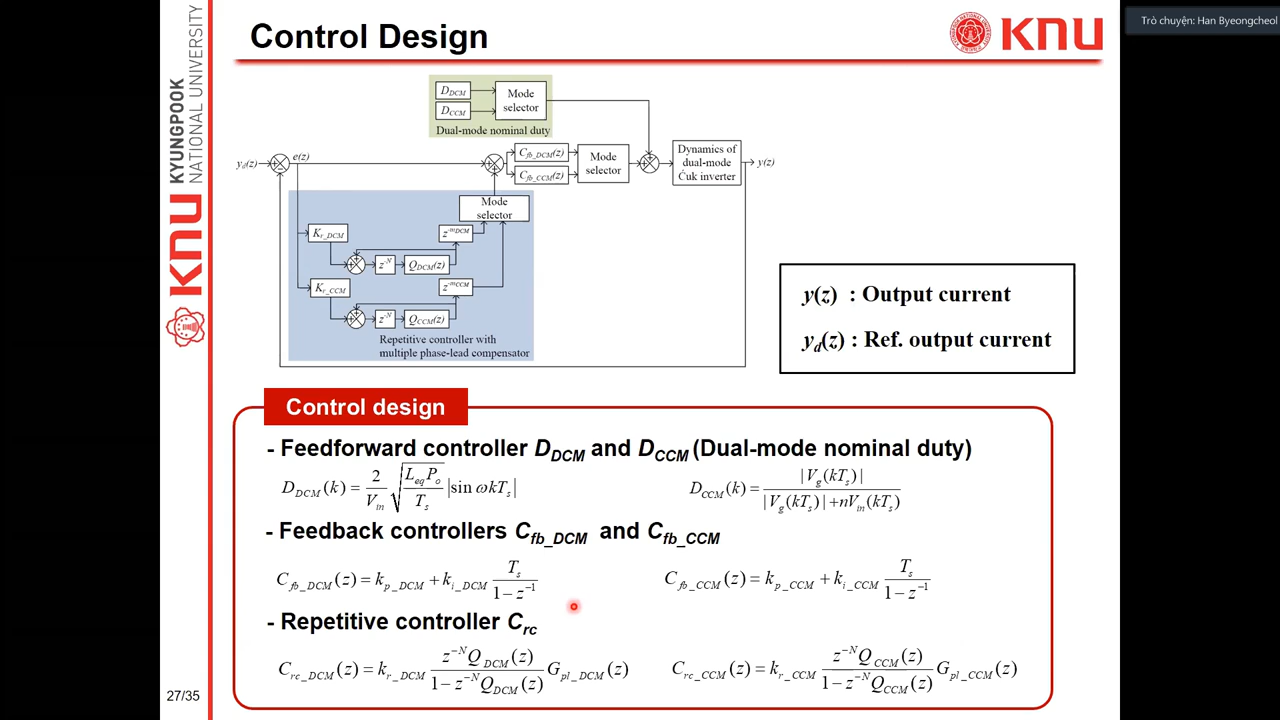 Trò chuyện: Han Byeongcheol
KYUNGPOOK
NATIONAL UNIVERSITY
KNU
Control Design
KNU
D_DCM
D_CCM
Mode selector
Dual-mode nominal duty
y_d(z)
e(z)
C_fb_DCM(z)
C_fb_CCM(z)
Mode selector
Dynamics of dual-mode Ćuk inverter
y(z)
Mode selector
K_r_DCM
z^-m_DCM
z^-N
Q_DCM(z)
K_r_CCM
z^-m_CCM
z^-N
Q_CCM(z)
Repetitive controller with
multiple phase-lead compensator
y(z) : Output current
y_d(z) : Ref. output current
Control design
- Feedforward controller D_DCM and D_CCM (Dual-mode nominal duty)
D_DCM(k) = 2/V_in √(L_eq P_o / T_s) |sin ωkT_s|
D_CCM(k) = |V_g(kT_s)| / (|V_g(kT_s)| + nV_in(kT_s))
- Feedback controllers C_fb_DCM and C_fb_CCM
C_fb_DCM(z) = k_p_DCM + k_i_DCM T_s / (1 - z^-1)
C_fb_CCM(z) = k_p_CCM + k_i_CCM T_s / (1 - z^-1)
- Repetitive controller C_rc
C_rc_DCM(z) = k_r_DCM z^-N Q_DCM(z) / (1 - z^-N Q_DCM(z)) G_pl_DCM(z)
C_rc_CCM(z) = k_r_CCM z^-N Q_CCM(z) / (1 - z^-N Q_CCM(z)) G_pl_CCM(z)
27/35